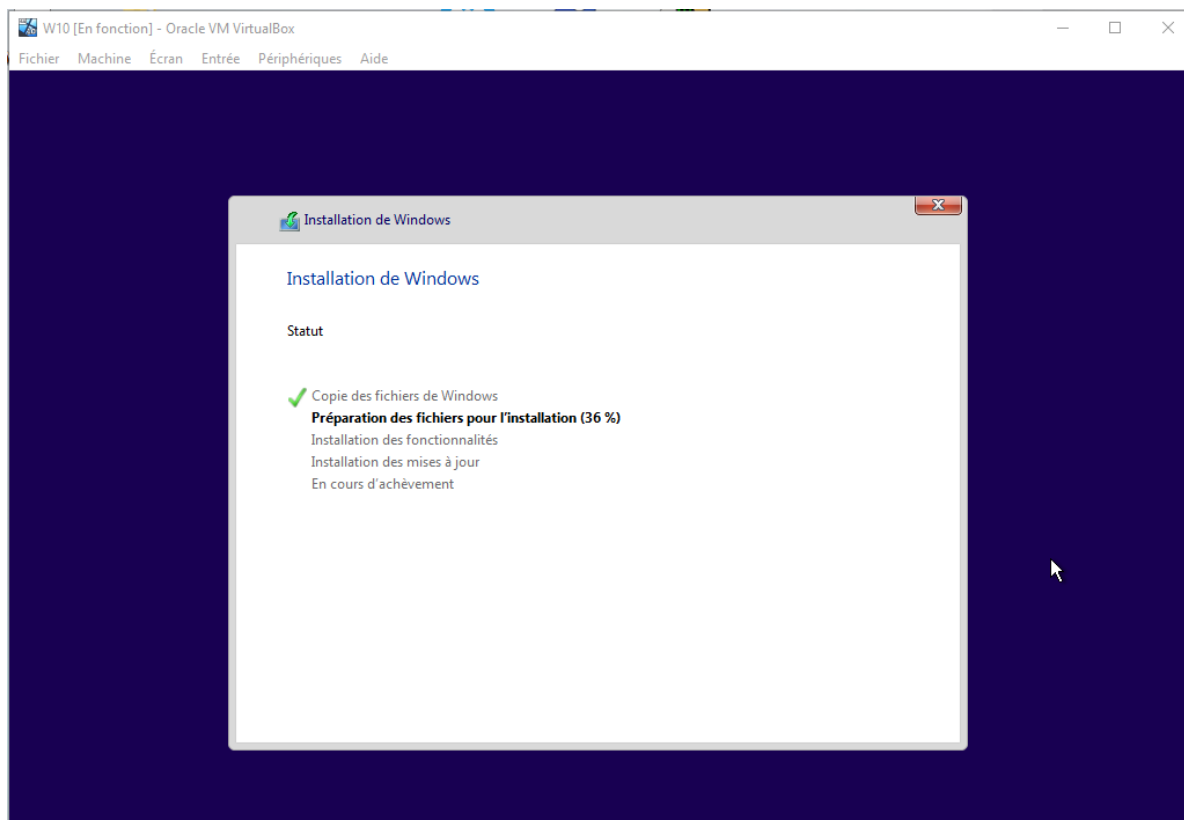 W10 [En fonction] - Oracle VM VirtualBox
Fichier Machine Écran Entrée Périphériques Aide
Installation de Windows
Installation de Windows
Statut
Copie des fichiers de Windows
Préparation des fichiers pour l'installation (36 %)
Installation des fonctionnalités
Installation des mises à jour
En cours d'achèvement